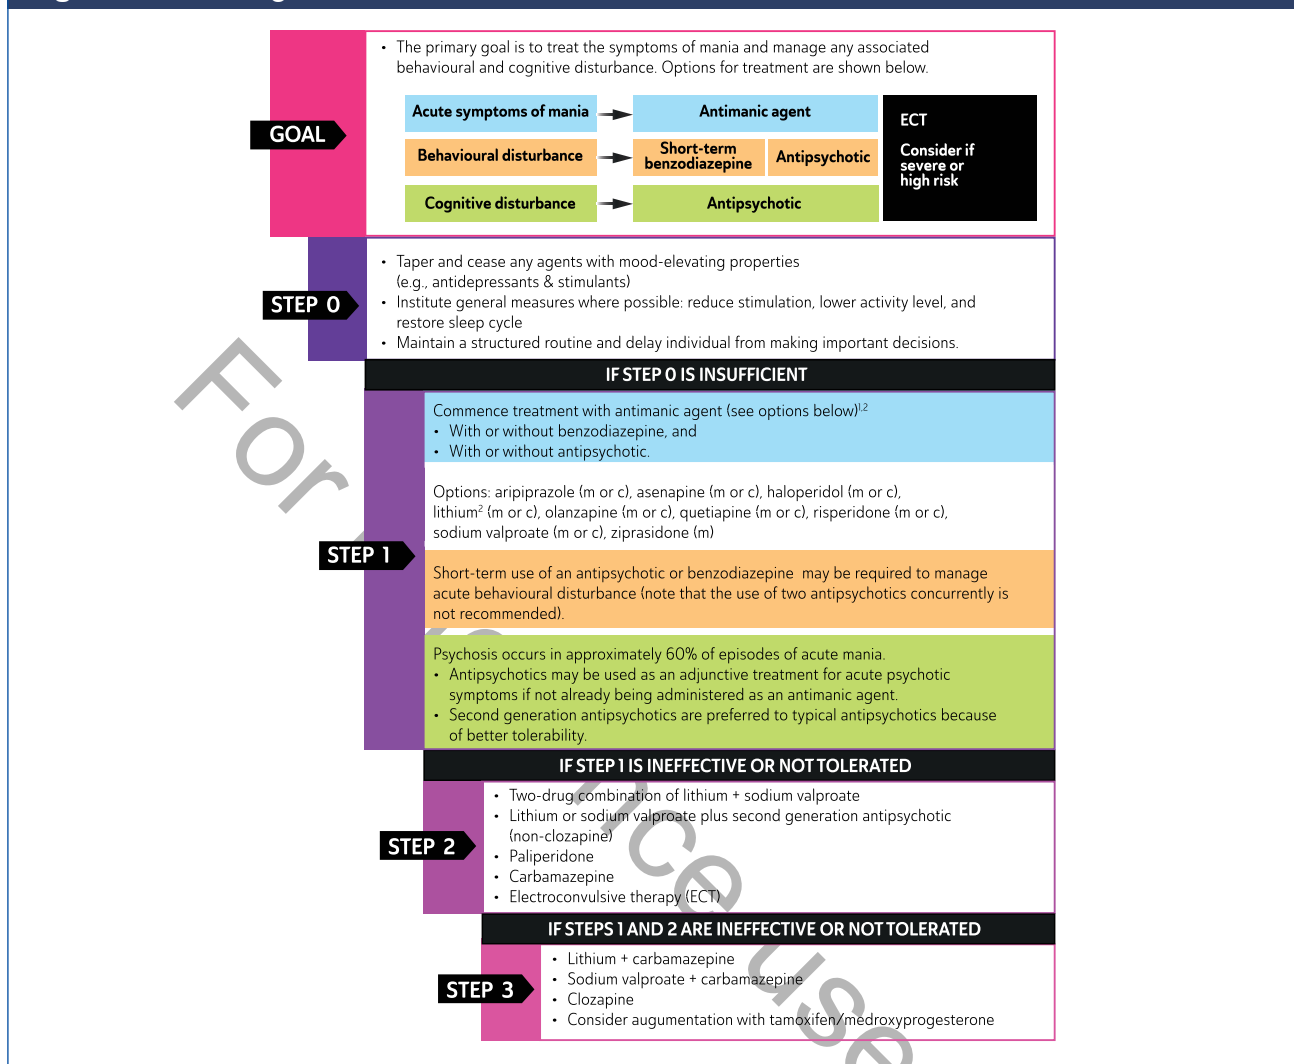 GOAL
• The primary goal is to treat the symptoms of mania and manage any associated
behavioural and cognitive disturbance. Options for treatment are shown below.
Acute symptoms of mania
Antimanic agent
Behavioural disturbance
Short-term
benzodiazepine
Antipsychotic
Cognitive disturbance
Antipsychotic
ECT
Consider if
severe or
high risk
STEP 0
• Taper and cease any agents with mood-elevating properties
(e.g., antidepressants & stimulants)
• Institute general measures where possible: reduce stimulation, lower activity level, and
restore sleep cycle
• Maintain a structured routine and delay individual from making important decisions.
IF STEP 0 IS INSUFFICIENT
STEP 1
Commence treatment with antimanic agent (see options below)1,2
• With or without benzodiazepine, and
• With or without antipsychotic.
Options: aripiprazole (m or c), asenapine (m or c), haloperidol (m or c),
lithium2 (m or c), olanzapine (m or c), quetiapine (m or c), risperidone (m or c),
sodium valproate (m or c), ziprasidone (m)
Short-term use of an antipsychotic or benzodiazepine may be required to manage
acute behavioural disturbance (note that the use of two antipsychotics concurrently is
not recommended).
Psychosis occurs in approximately 60% of episodes of acute mania.
• Antipsychotics may be used as an adjunctive treatment for acute psychotic
symptoms if not already being administered as an antimanic agent.
• Second generation antipsychotics are preferred to typical antipsychotics because
of better tolerability.
IF STEP 1 IS INEFFECTIVE OR NOT TOLERATED
STEP 2
• Two-drug combination of lithium + sodium valproate
• Lithium or sodium valproate plus second generation antipsychotic
(non-clozapine)
• Paliperidone
• Carbamazepine
• Electroconvulsive therapy (ECT)
IF STEPS 1 AND 2 ARE INEFFECTIVE OR NOT TOLERATED
STEP 3
• Lithium + carbamazepine
• Sodium valproate + carbamazepine
• Clozapine
• Consider augumentation with tamoxifen/medroxyprogesterone
For
use